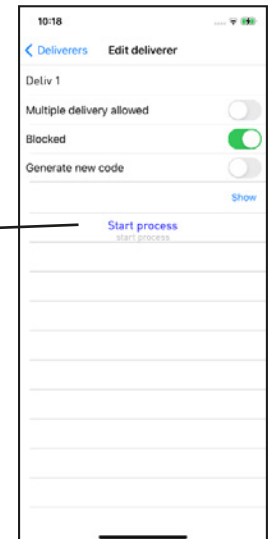 10:18
Deliverers Edit deliverer
Deliv 1
Multiple delivery allowed
Blocked
Generate new code
Show
Start process
start process